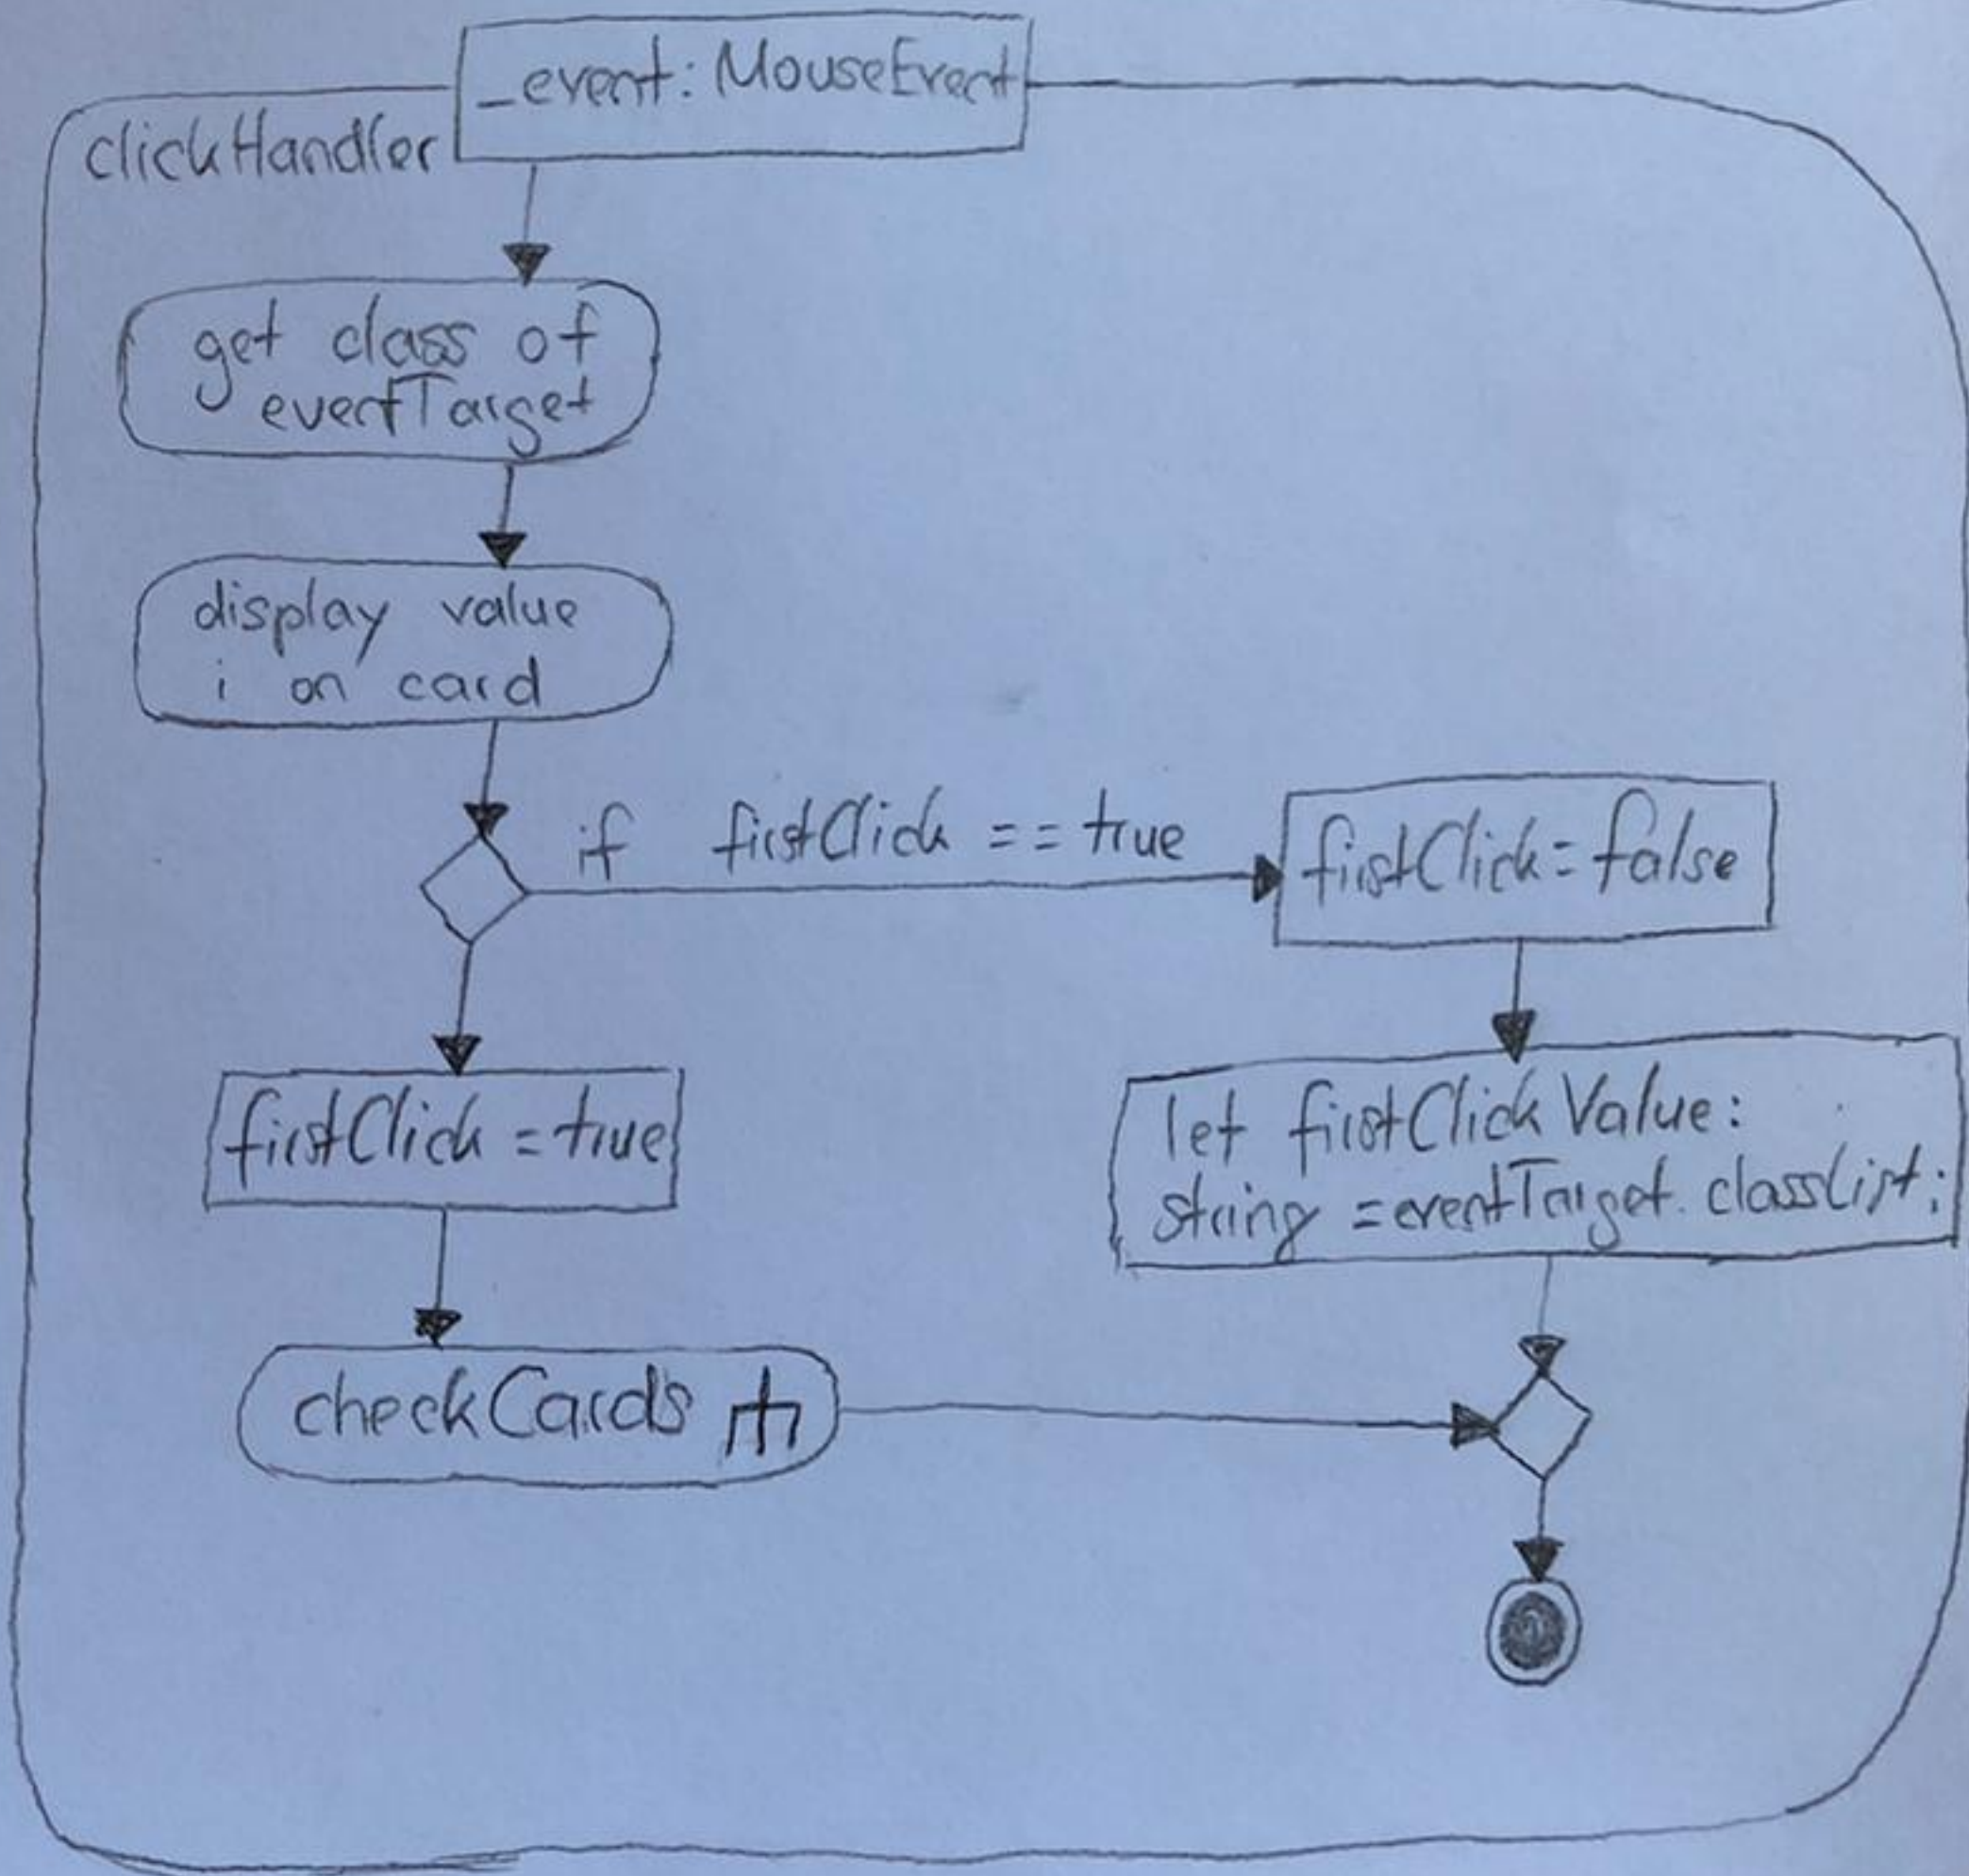 _event: MouseEvent
clickHandler
get class of
eventTarget
display value
i on card
if firstClick == true
firstClick = false
firstClick = true
let firstClickValue:
string = eventTarget.classList;
checkCards